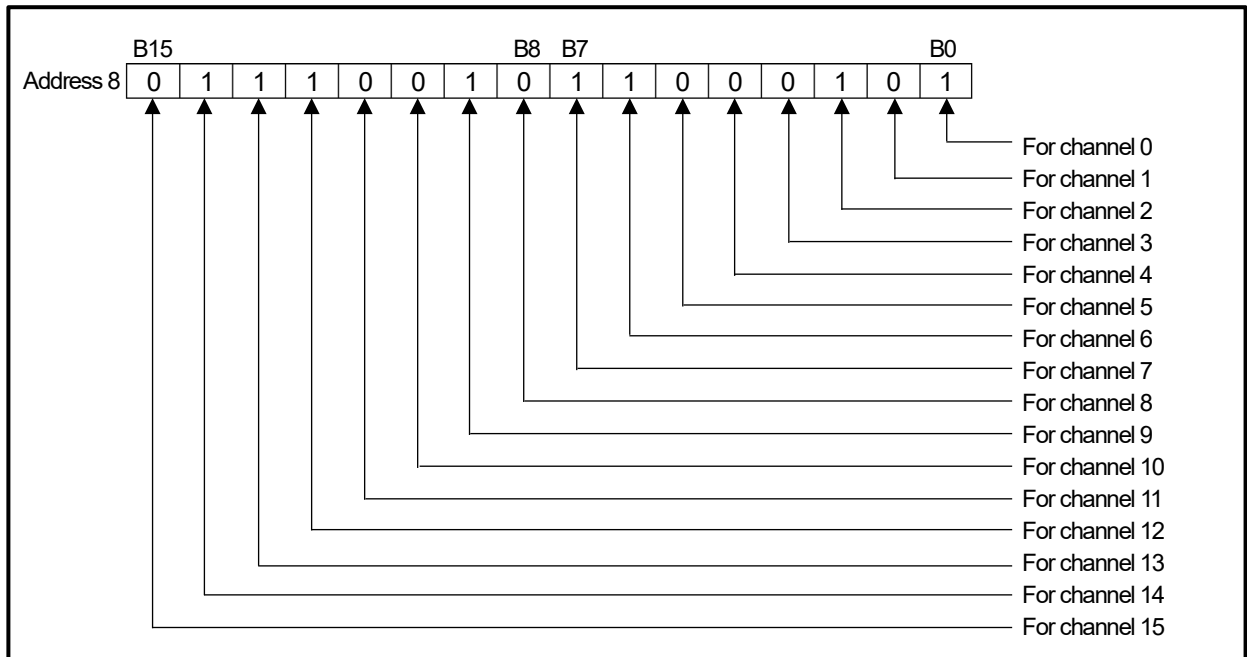 B15 B8 B7 B0
Address 8 0 1 1 1 0 0 1 0 1 1 0 0 0 1 0 1
For channel 0
For channel 1
For channel 2
For channel 3
For channel 4
For channel 5
For channel 6
For channel 7
For channel 8
For channel 9
For channel 10
For channel 11
For channel 12
For channel 13
For channel 14
For channel 15